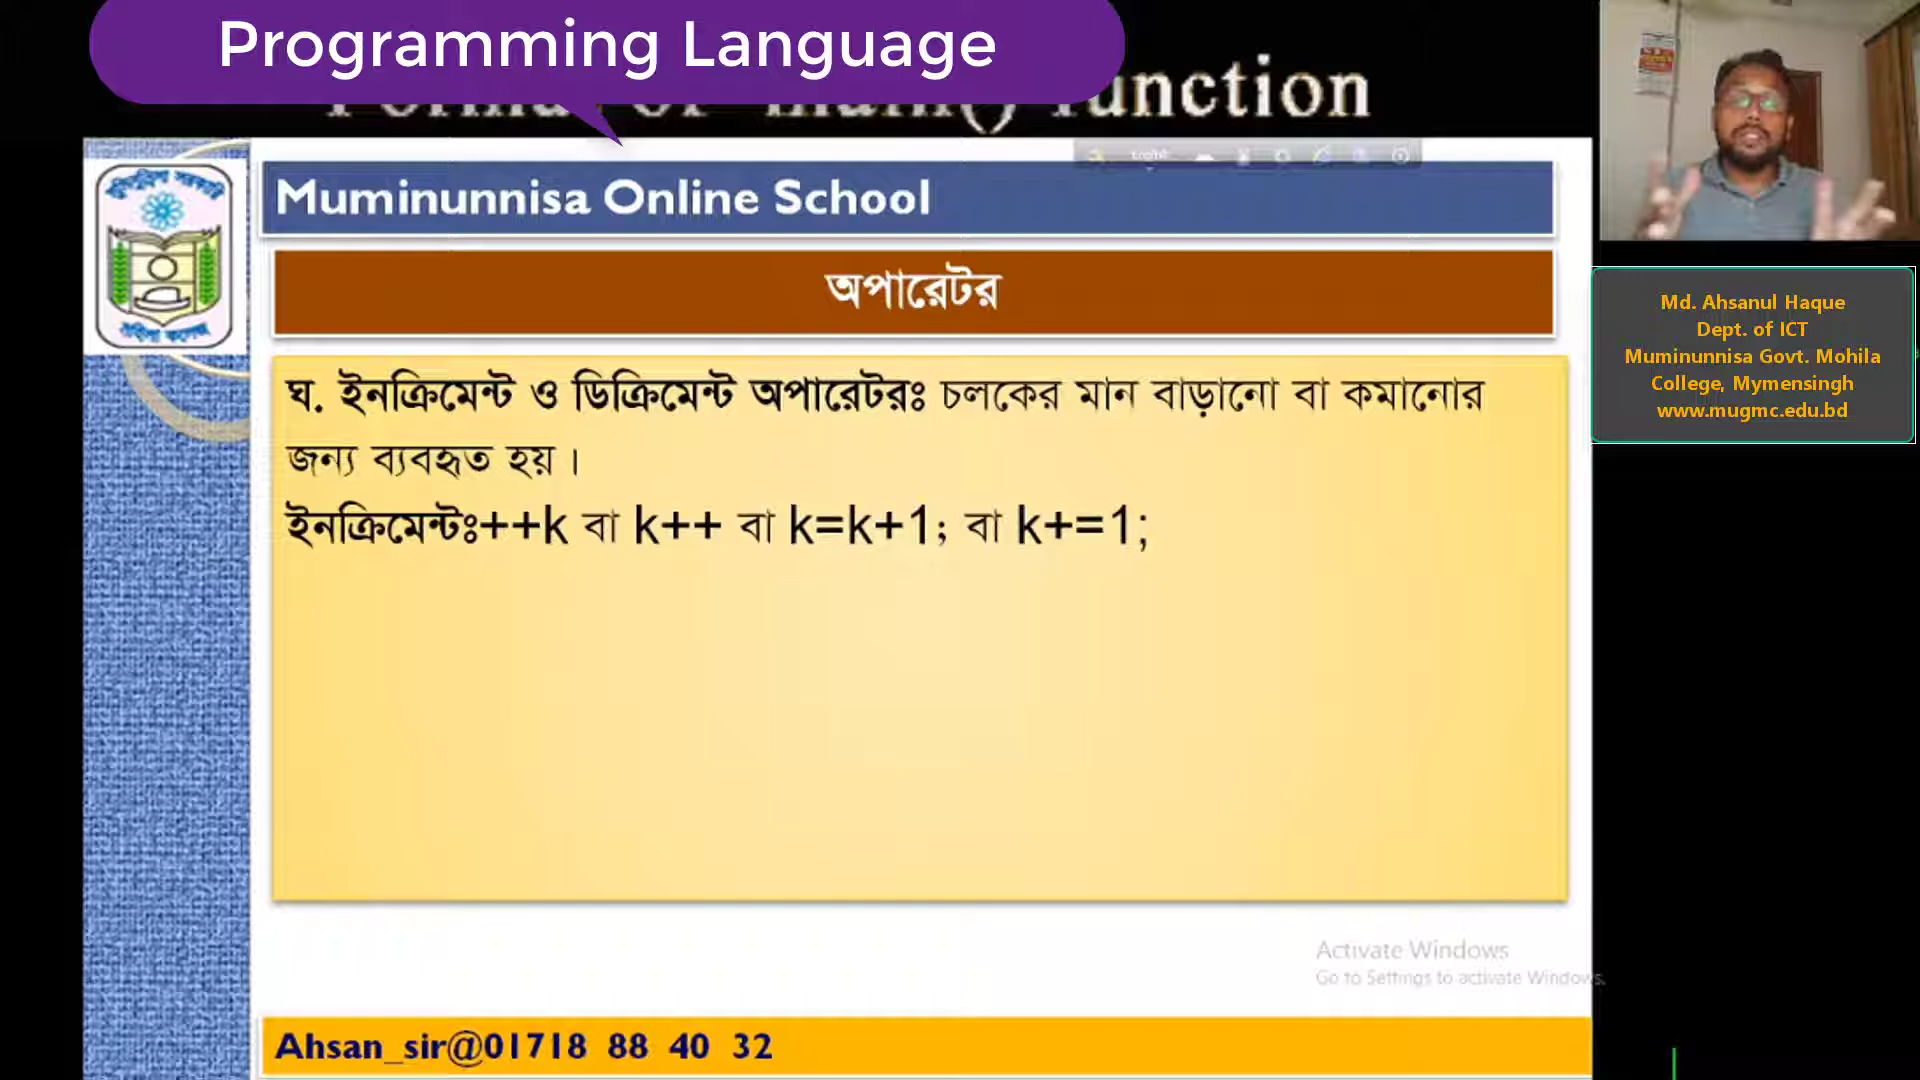 Programming Language
function
Muminunnisa Online School
অপারেটর
ঘ. ইনক্রিমেন্ট ও ডিক্রিমেন্ট অপারেটরঃ চলকের মান বাড়ানো বা কমানোর
জন্য ব্যবহৃত হয়।
ইনক্রিমেন্টঃ++k বা k++ বা k=k+1; বা k+=1;
Md. Ahsanul Haque
Dept. of ICT
Muminunnisa Govt. Mohila
College, Mymensingh
www.mugmc.edu.bd
Activate Windows
Go to Settings to activate Windows.
Ahsan_sir@01718 88 40 32